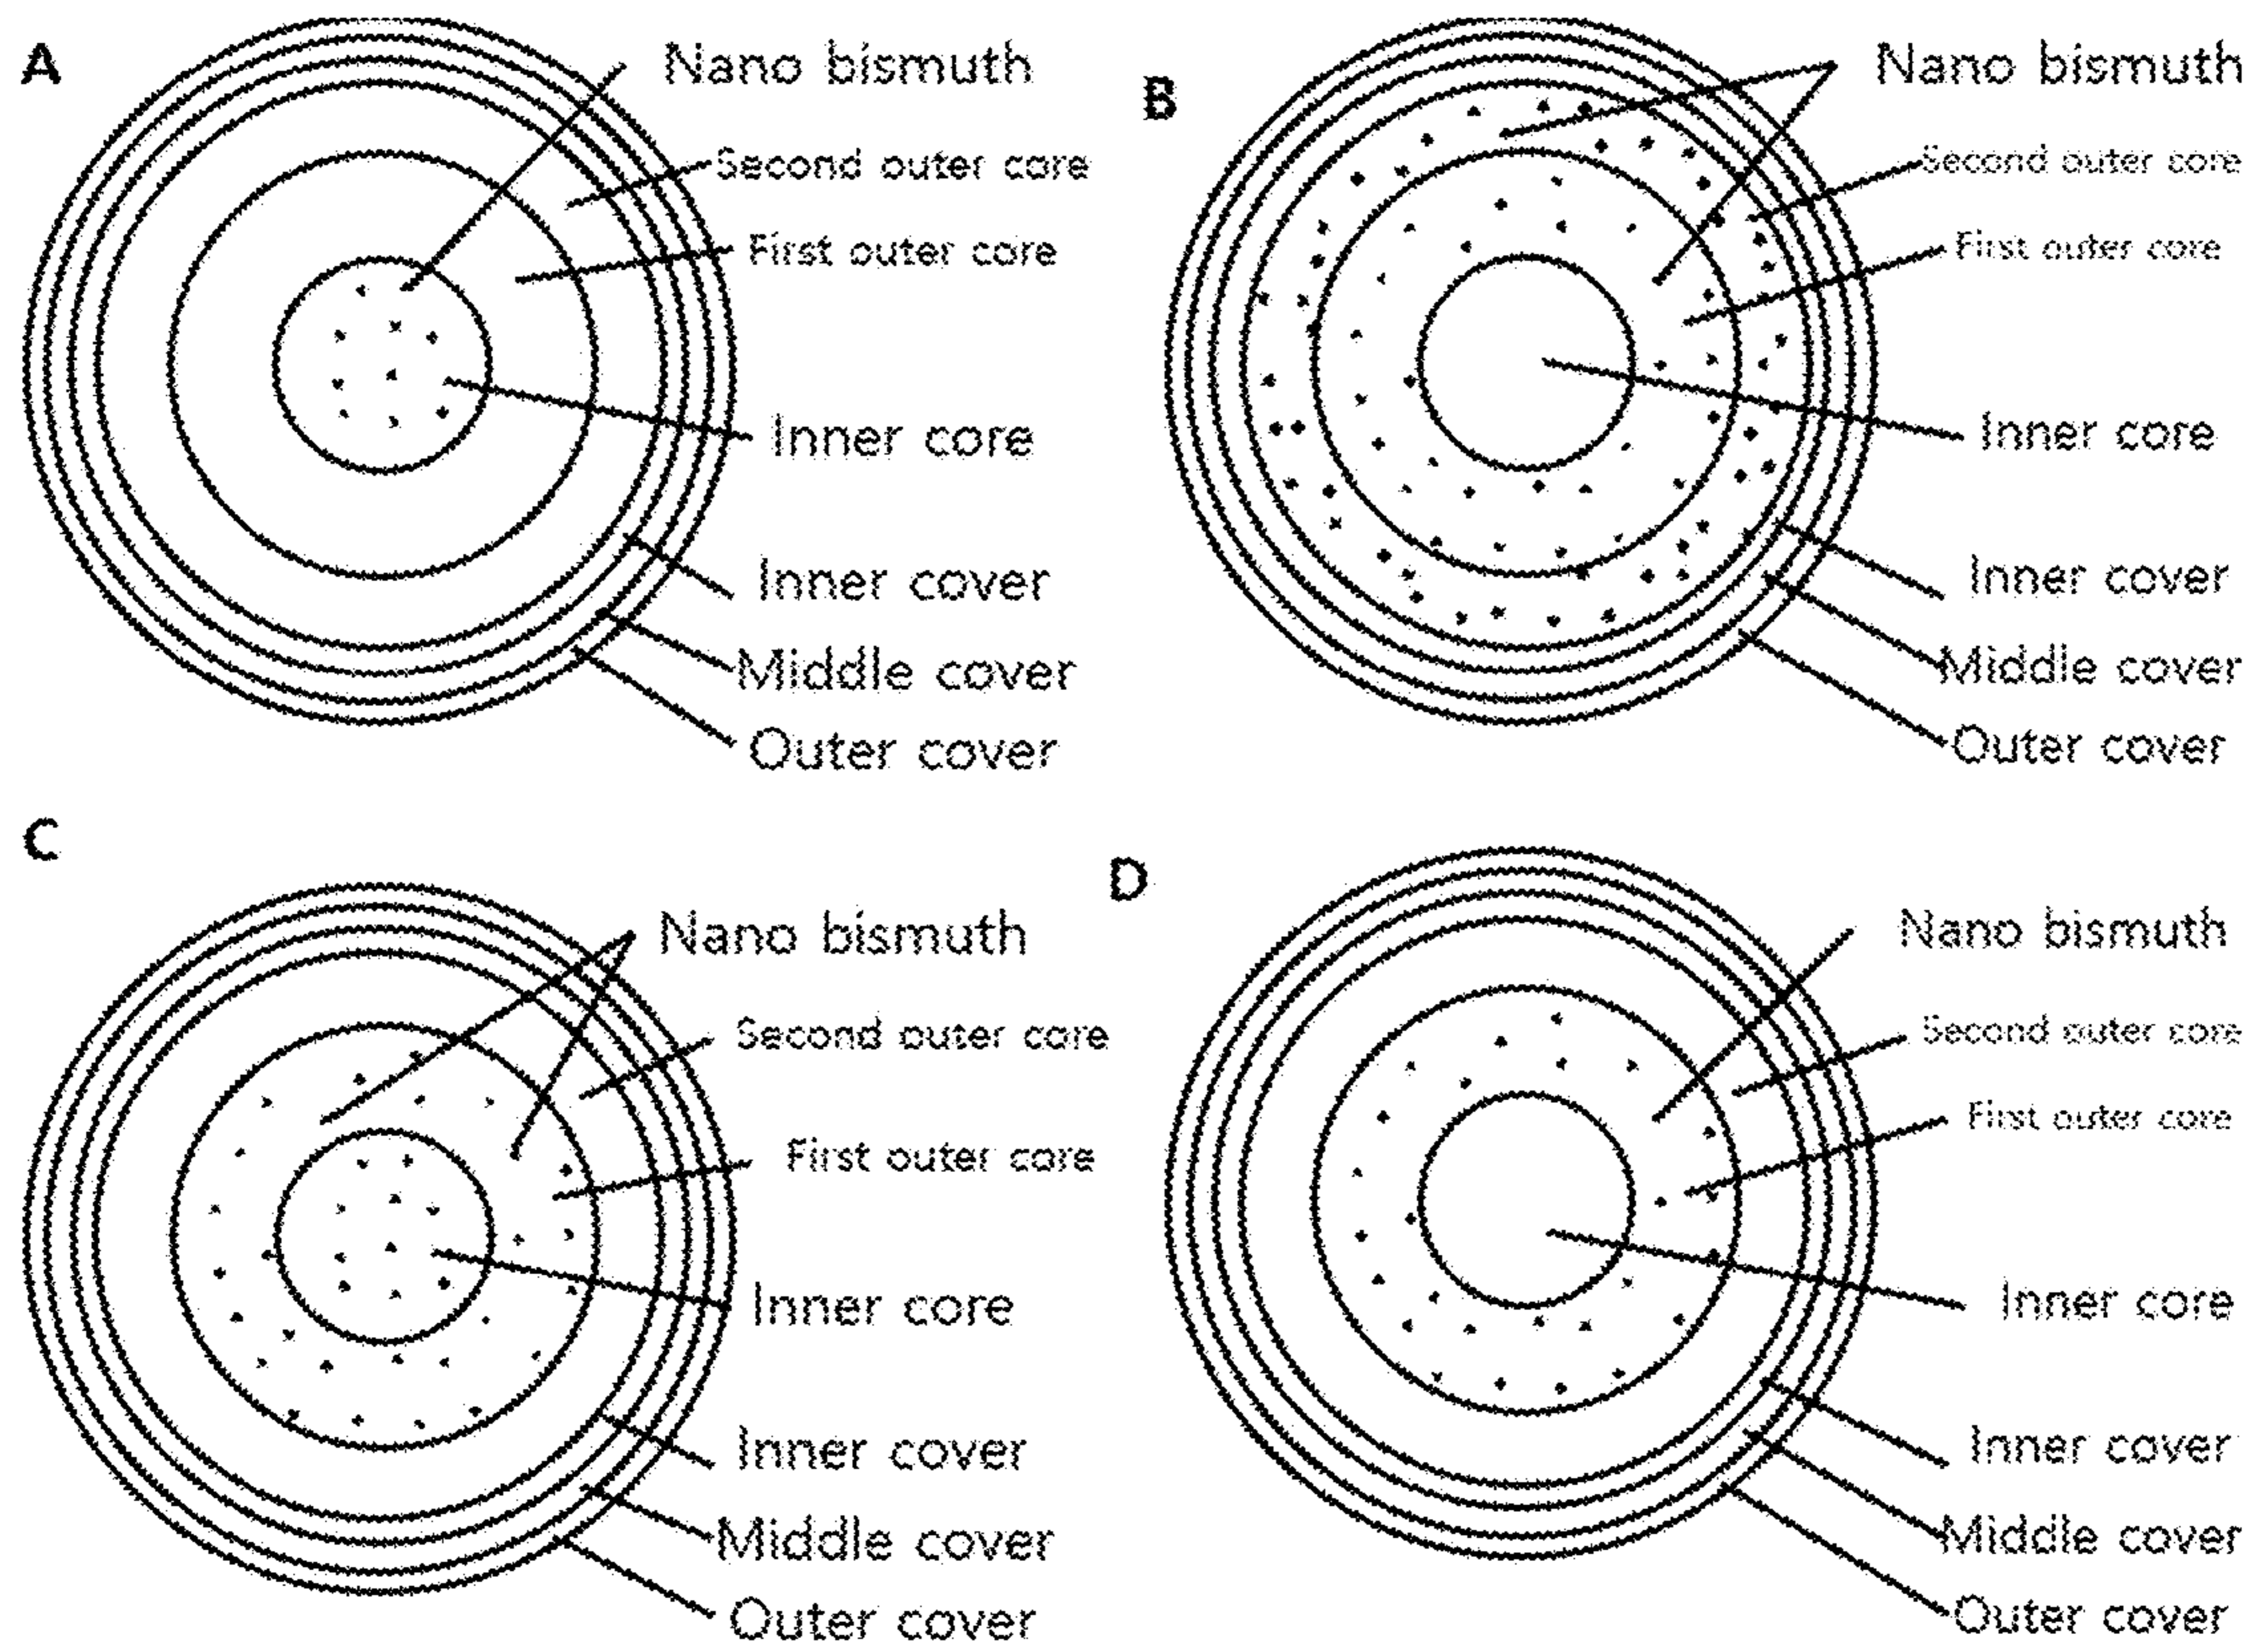 A
Nano bismuth
Second outer core
First outer core
Inner core
Inner cover
Middle cover
Outer cover
B
Nano bismuth
Second outer core
First outer core
Inner core
Inner cover
Middle cover
Outer cover
C
Nano bismuth
Second outer core
First outer core
Inner core
Inner cover
Middle cover
Outer cover
D
Nano bismuth
Second outer core
First outer core
Inner core
Inner cover
Middle cover
Outer cover